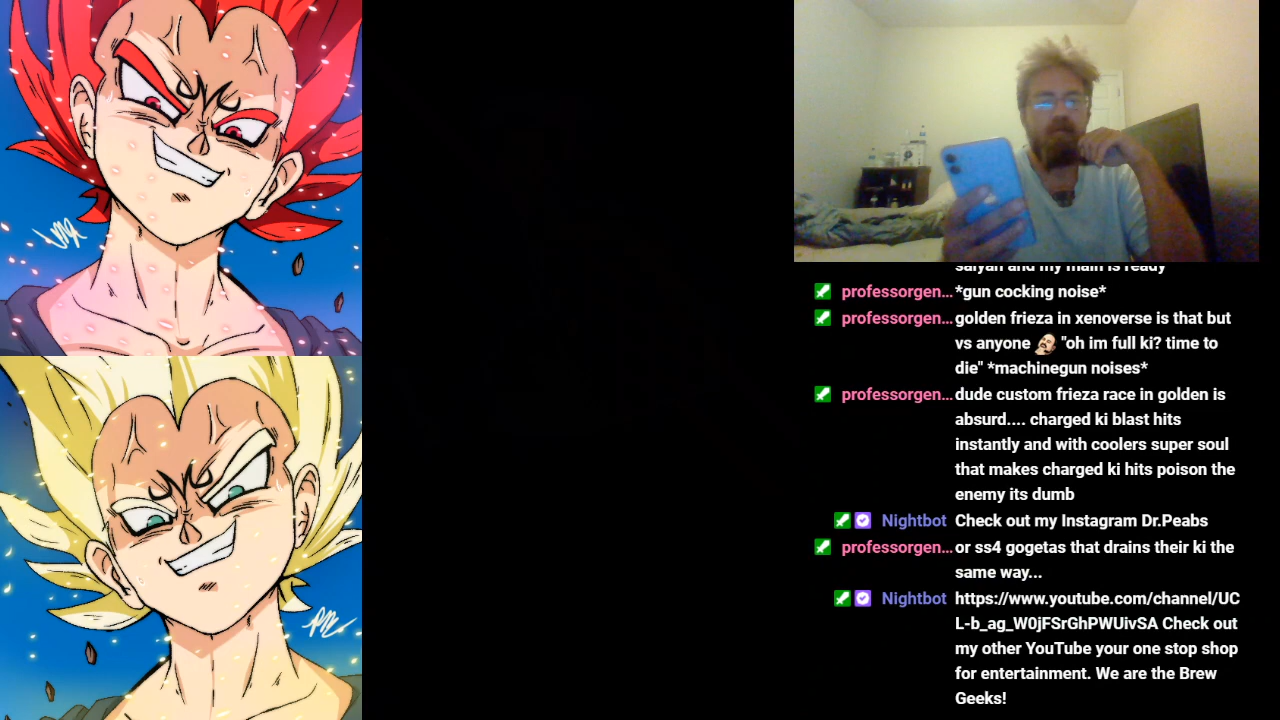 saiyan and my main is ready
professorgen… *gun cocking noise*
professorgen… golden frieza in xenoverse is that but
vs anyone "oh im full ki? time to
die" *machinegun noises*
professorgen… dude custom frieza race in golden is
absurd.... charged ki blast hits
instantly and with coolers super soul
that makes charged ki hits poison the
enemy its dumb
Nightbot Check out my Instagram Dr.Peabs
professorgen… or ss4 gogetas that drains their ki the
same way...
Nightbot https://www.youtube.com/channel/UC
L-b_ag_W0jFSrGhPWUivSA Check out
my other YouTube your one stop shop
for entertainment. We are the Brew
Geeks!